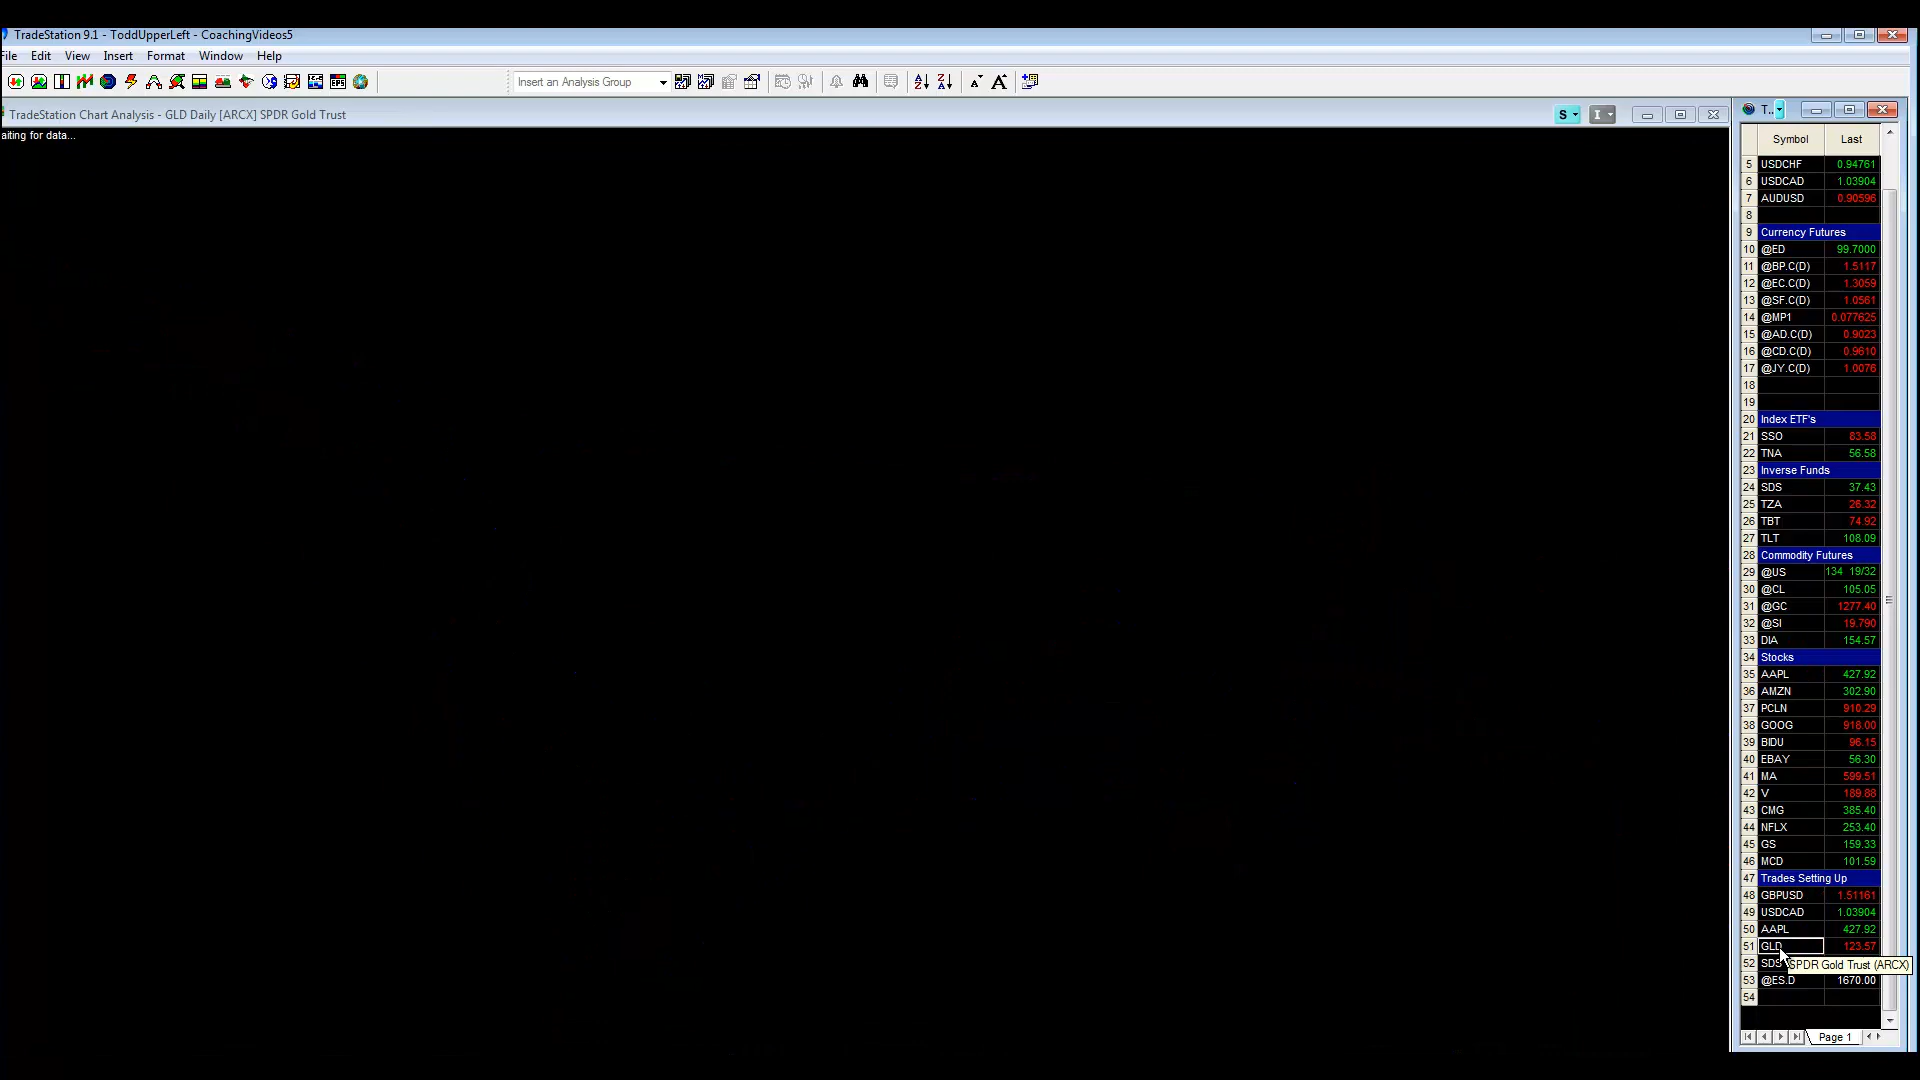 TradeStation 9.1 - ToddUpperLeft - CoachingVideos5
File Edit View Insert Format Window Help
Insert an Analysis Group
TradeStation Chart Analysis - GLD Daily [ARCX] SPDR Gold Trust
S I T..
aiting for data...
Symbol Last
5 USDCHF 0.94761
6 USDCAD 1.03904
7 AUDUSD 0.90596
8
9 Currency Futures
10 @ED 99.7000
11 @BP.C(D) 1.5117
12 @EC.C(D) 1.3059
13 @SF.C(D) 1.0561
14 @MP1 0.077625
15 @AD.C(D) 0.9023
16 @CD.C(D) 0.9610
17 @JY.C(D) 1.0076
18
19
20 Index ETF's
21 SSO 83.58
22 TNA 56.58
23 Inverse Funds
24 SDS 37.43
25 TZA 26.32
26 TBT 74.92
27 TLT 108.09
28 Commodity Futures
29 @US 134 19/32
30 @CL 105.05
31 @GC 1277.40
32 @SI 19.790
33 DIA 154.57
34 Stocks
35 AAPL 427.92
36 AMZN 302.90
37 PCLN 910.29
38 GOOG 918.00
39 BIDU 96.15
40 EBAY 56.30
41 MA 599.51
42 V 189.88
43 CMG 385.40
44 NFLX 253.40
45 GS 159.33
46 MCD 101.59
47 Trades Setting Up
48 GBPUSD 1.51161
49 USDCAD 1.03904
50 AAPL 427.92
51 GLD 123.57
52 SDS SPDR Gold Trust (ARCX)
53 @ES.D 1670.00
54
Page 1